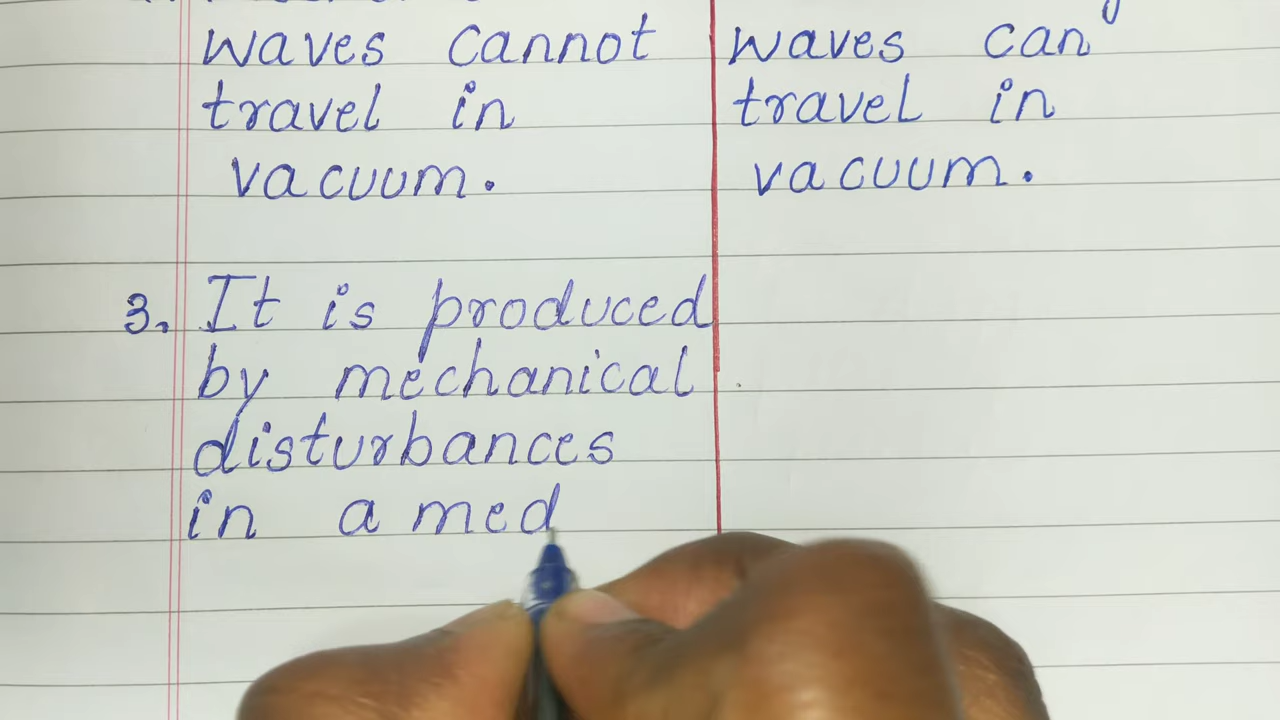 waves cannot
travel in
vacuum.
waves can
travel in
vacuum.
3. It is produced
by mechanical
disturbances
in a med